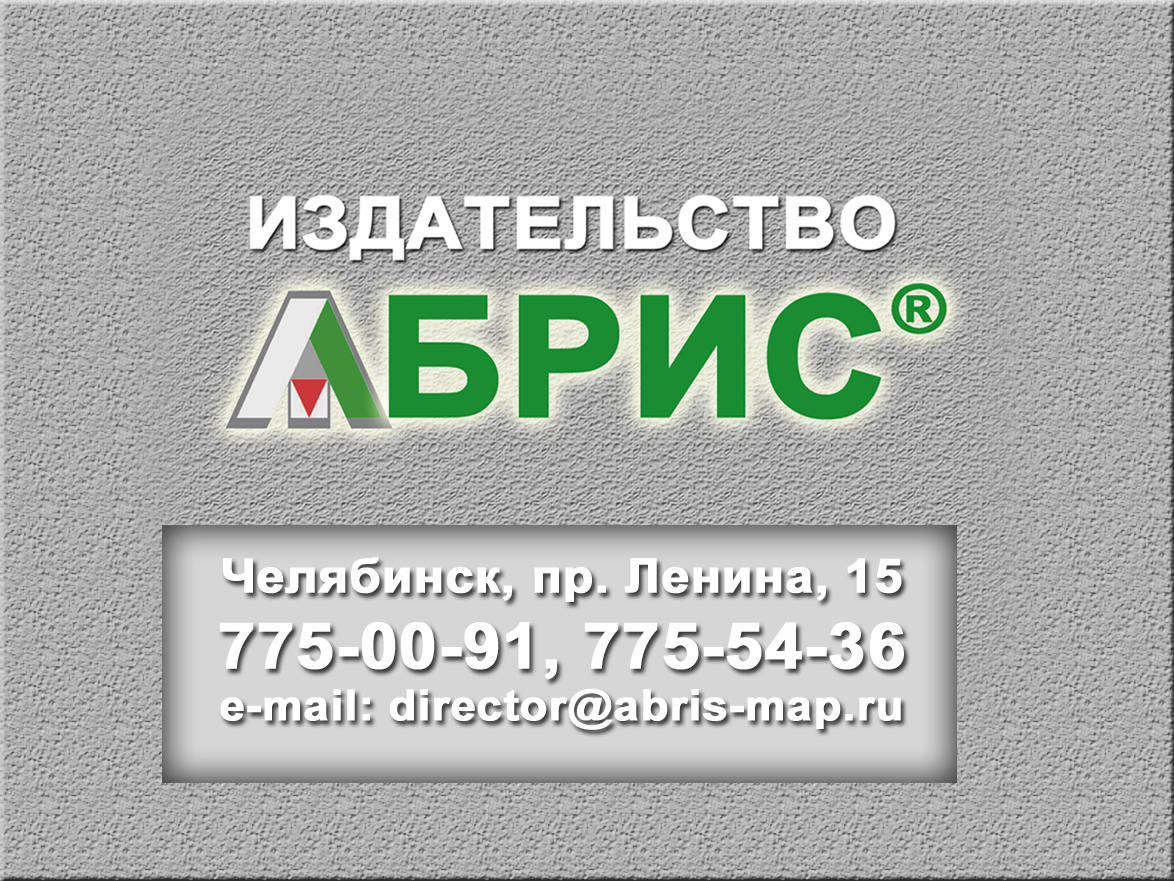 ИЗДАТЕЛЬСТВО
АБРИС®
Челябинск, пр. Ленина, 15
775-00-91, 775-54-36
e-mail: director@abris-map.ru